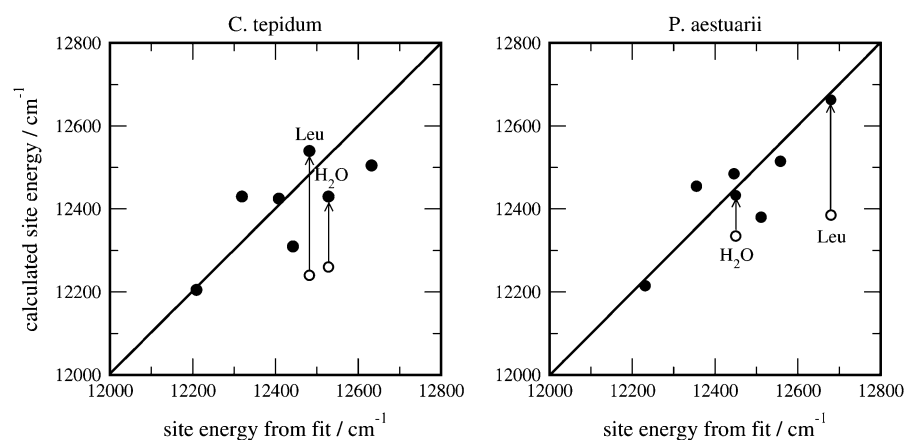 C. tepidum
P. aestuarii
calculated site energy / cm⁻¹
12800
12600
12400
12200
12000
Leu
H₂O
12000 12200 12400 12600 12800
site energy from fit / cm⁻¹
12800
12600
12400
12200
12000
H₂O
Leu
12000 12200 12400 12600 12800
site energy from fit / cm⁻¹